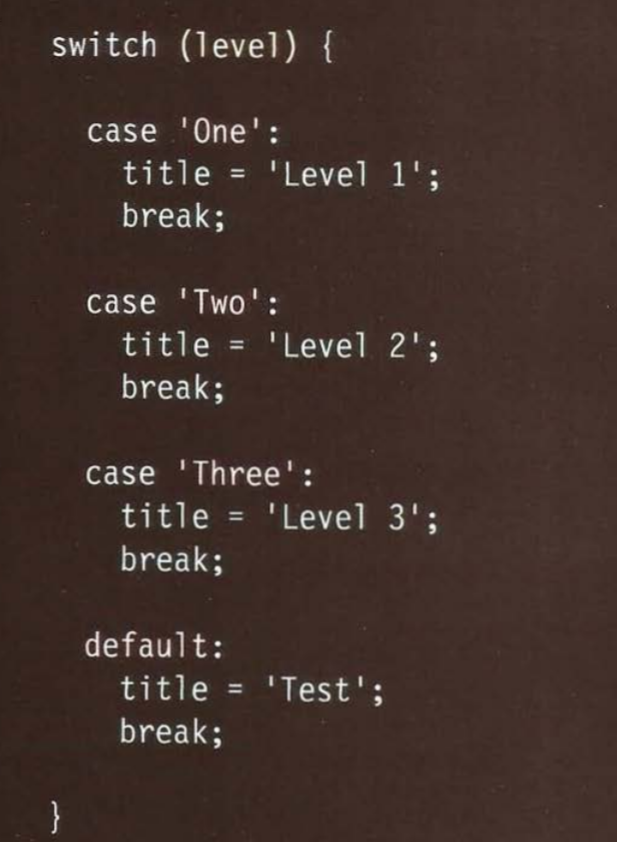 switch (level) {
case 'One':
title = 'Level 1';
break;
case 'Two':
title = 'Level 2';
break;
case 'Three':
title = 'Level 3';
break;
default:
title = 'Test';
break;
}